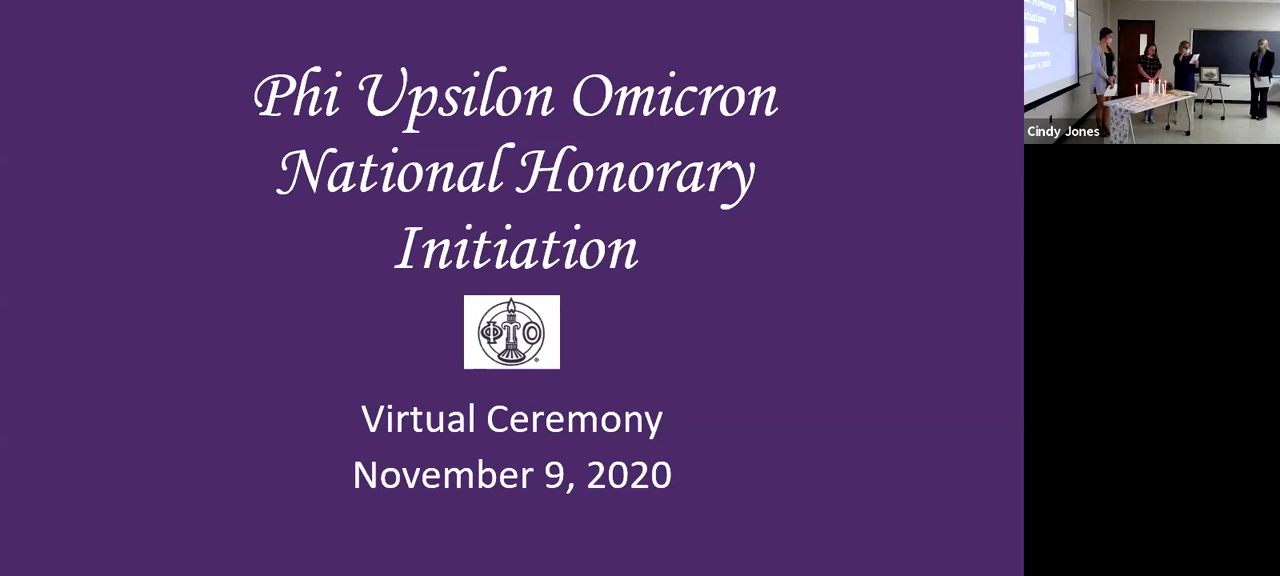 Phi Upsilon Omicron
National Honorary
Initiation
ΦΥΟ
Virtual Ceremony
November 9, 2020
Cindy Jones